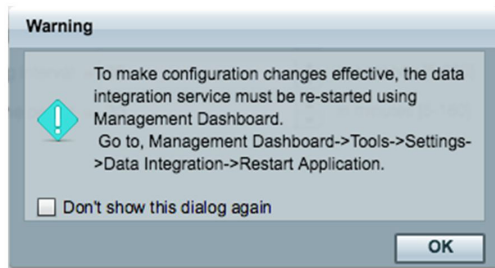 Warning
To make configuration changes effective, the data
integration service must be re-started using
Management Dashboard.
Go to, Management Dashboard->Tools->Settings-
>Data Integration->Restart Application.
Don't show this dialog again
OK